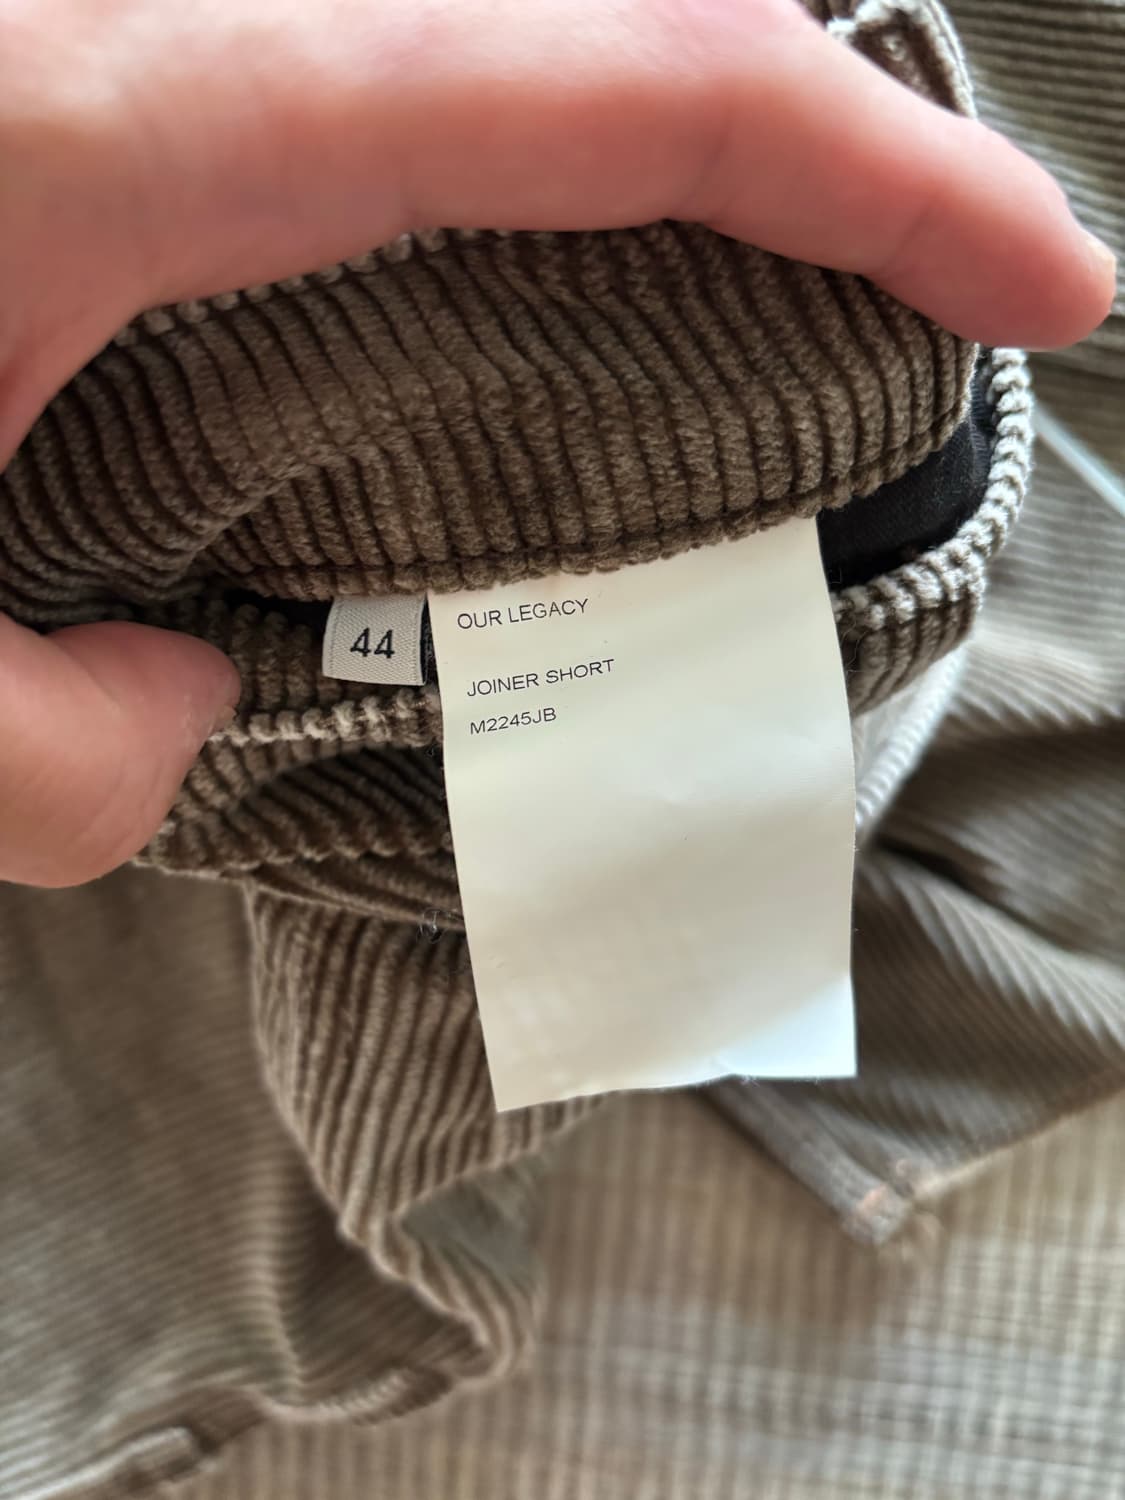 44
OUR LEGACY
JOINER SHORT
M2245JB